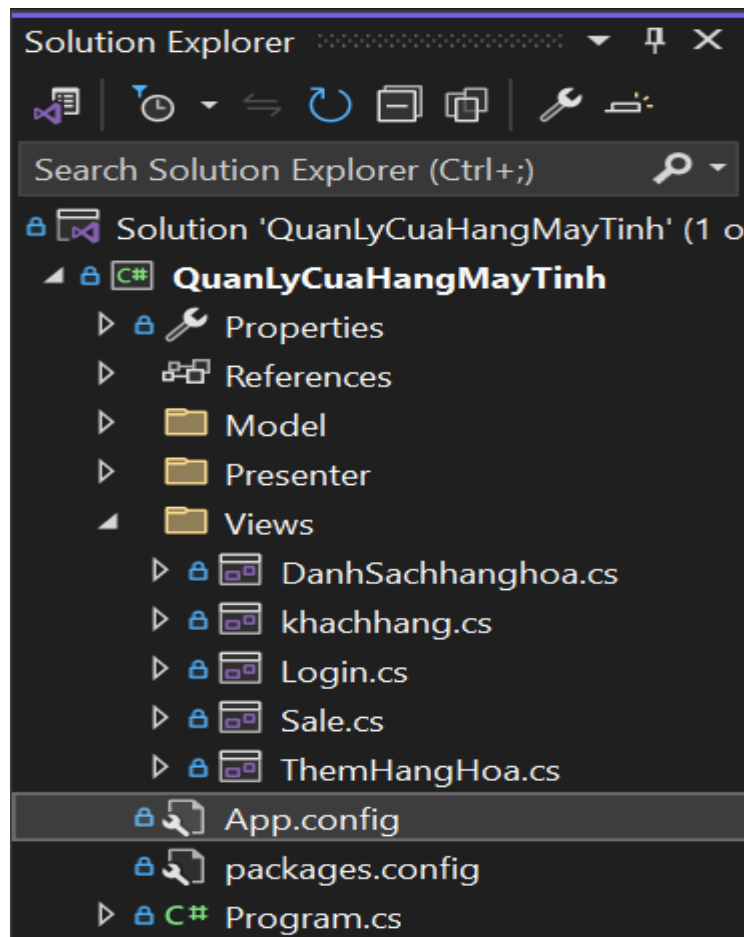 Solution Explorer
Search Solution Explorer (Ctrl+;)
Solution 'QuanLyCuaHangMayTinh' (1 o
C# QuanLyCuaHangMayTinh
Properties
References
Model
Presenter
Views
DanhSachhanghoa.cs
khachhang.cs
Login.cs
Sale.cs
ThemHangHoa.cs
App.config
packages.config
C# Program.cs